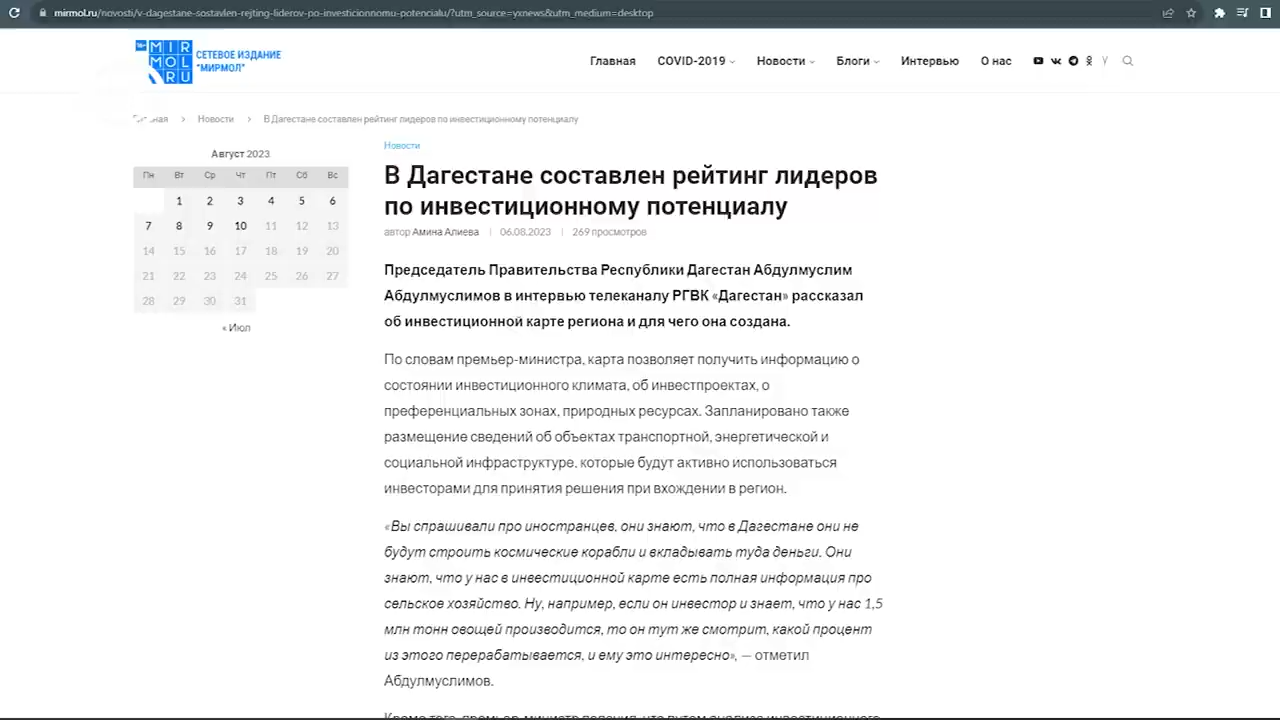 mirmol.ru/novosti/v-dagestane-sostavlen-rejting-liderov-po-investicionnomu-potencialu/?utm_source=yxnews&utm_medium=desktop
MIR
MOL
RU
СЕТЕВОЕ ИЗДАНИЕ
"МИРМОЛ"
Главная COVID-2019 Новости Блоги Интервью О нас
Новости В Дагестане составлен рейтинг лидеров по инвестиционному потенциалу
Август 2023
Пн Вт Ср Чт Пт Сб Вс
1 2 3 4 5 6
7 8 9 10 11 12 13
14 15 16 17 18 19 20
21 22 23 24 25 26 27
28 29 30 31
« Июл
Новости
В Дагестане составлен рейтинг лидеров
по инвестиционному потенциалу
автор Амина Алиева 06.08.2023 269 просмотров
Председатель Правительства Республики Дагестан Абдулмуслим
Абдулмуслимов в интервью телеканалу РГВК «Дагестан» рассказал
об инвестиционной карте региона и для чего она создана.
По словам премьер-министра, карта позволяет получить информацию о
состоянии инвестиционного климата, об инвестпроектах, о
преференциальных зонах, природных ресурсах. Запланировано также
размещение сведений об объектах транспортной, энергетической и
социальной инфраструктуре, которые будут активно использоваться
инвесторами для принятия решения при вхождении в регион.
«Вы спрашивали про иностранцев, они знают, что в Дагестане они не
будут строить космические корабли и вкладывать туда деньги. Они
знают, что у нас в инвестиционной карте есть полная информация про
сельское хозяйство. Ну, например, если он инвестор и знает, что у нас 1,5
млн тонн овощей производится, то он тут же смотрит, какой процент
из этого перерабатывается, и ему это интересно», — отметил
Абдулмуслимов.